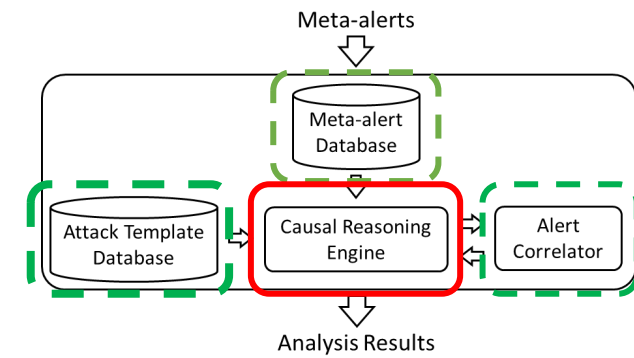 Meta-alerts
Meta-alert
Database
Attack Template
Database
Causal Reasoning
Engine
Alert
Correlator
Analysis Results